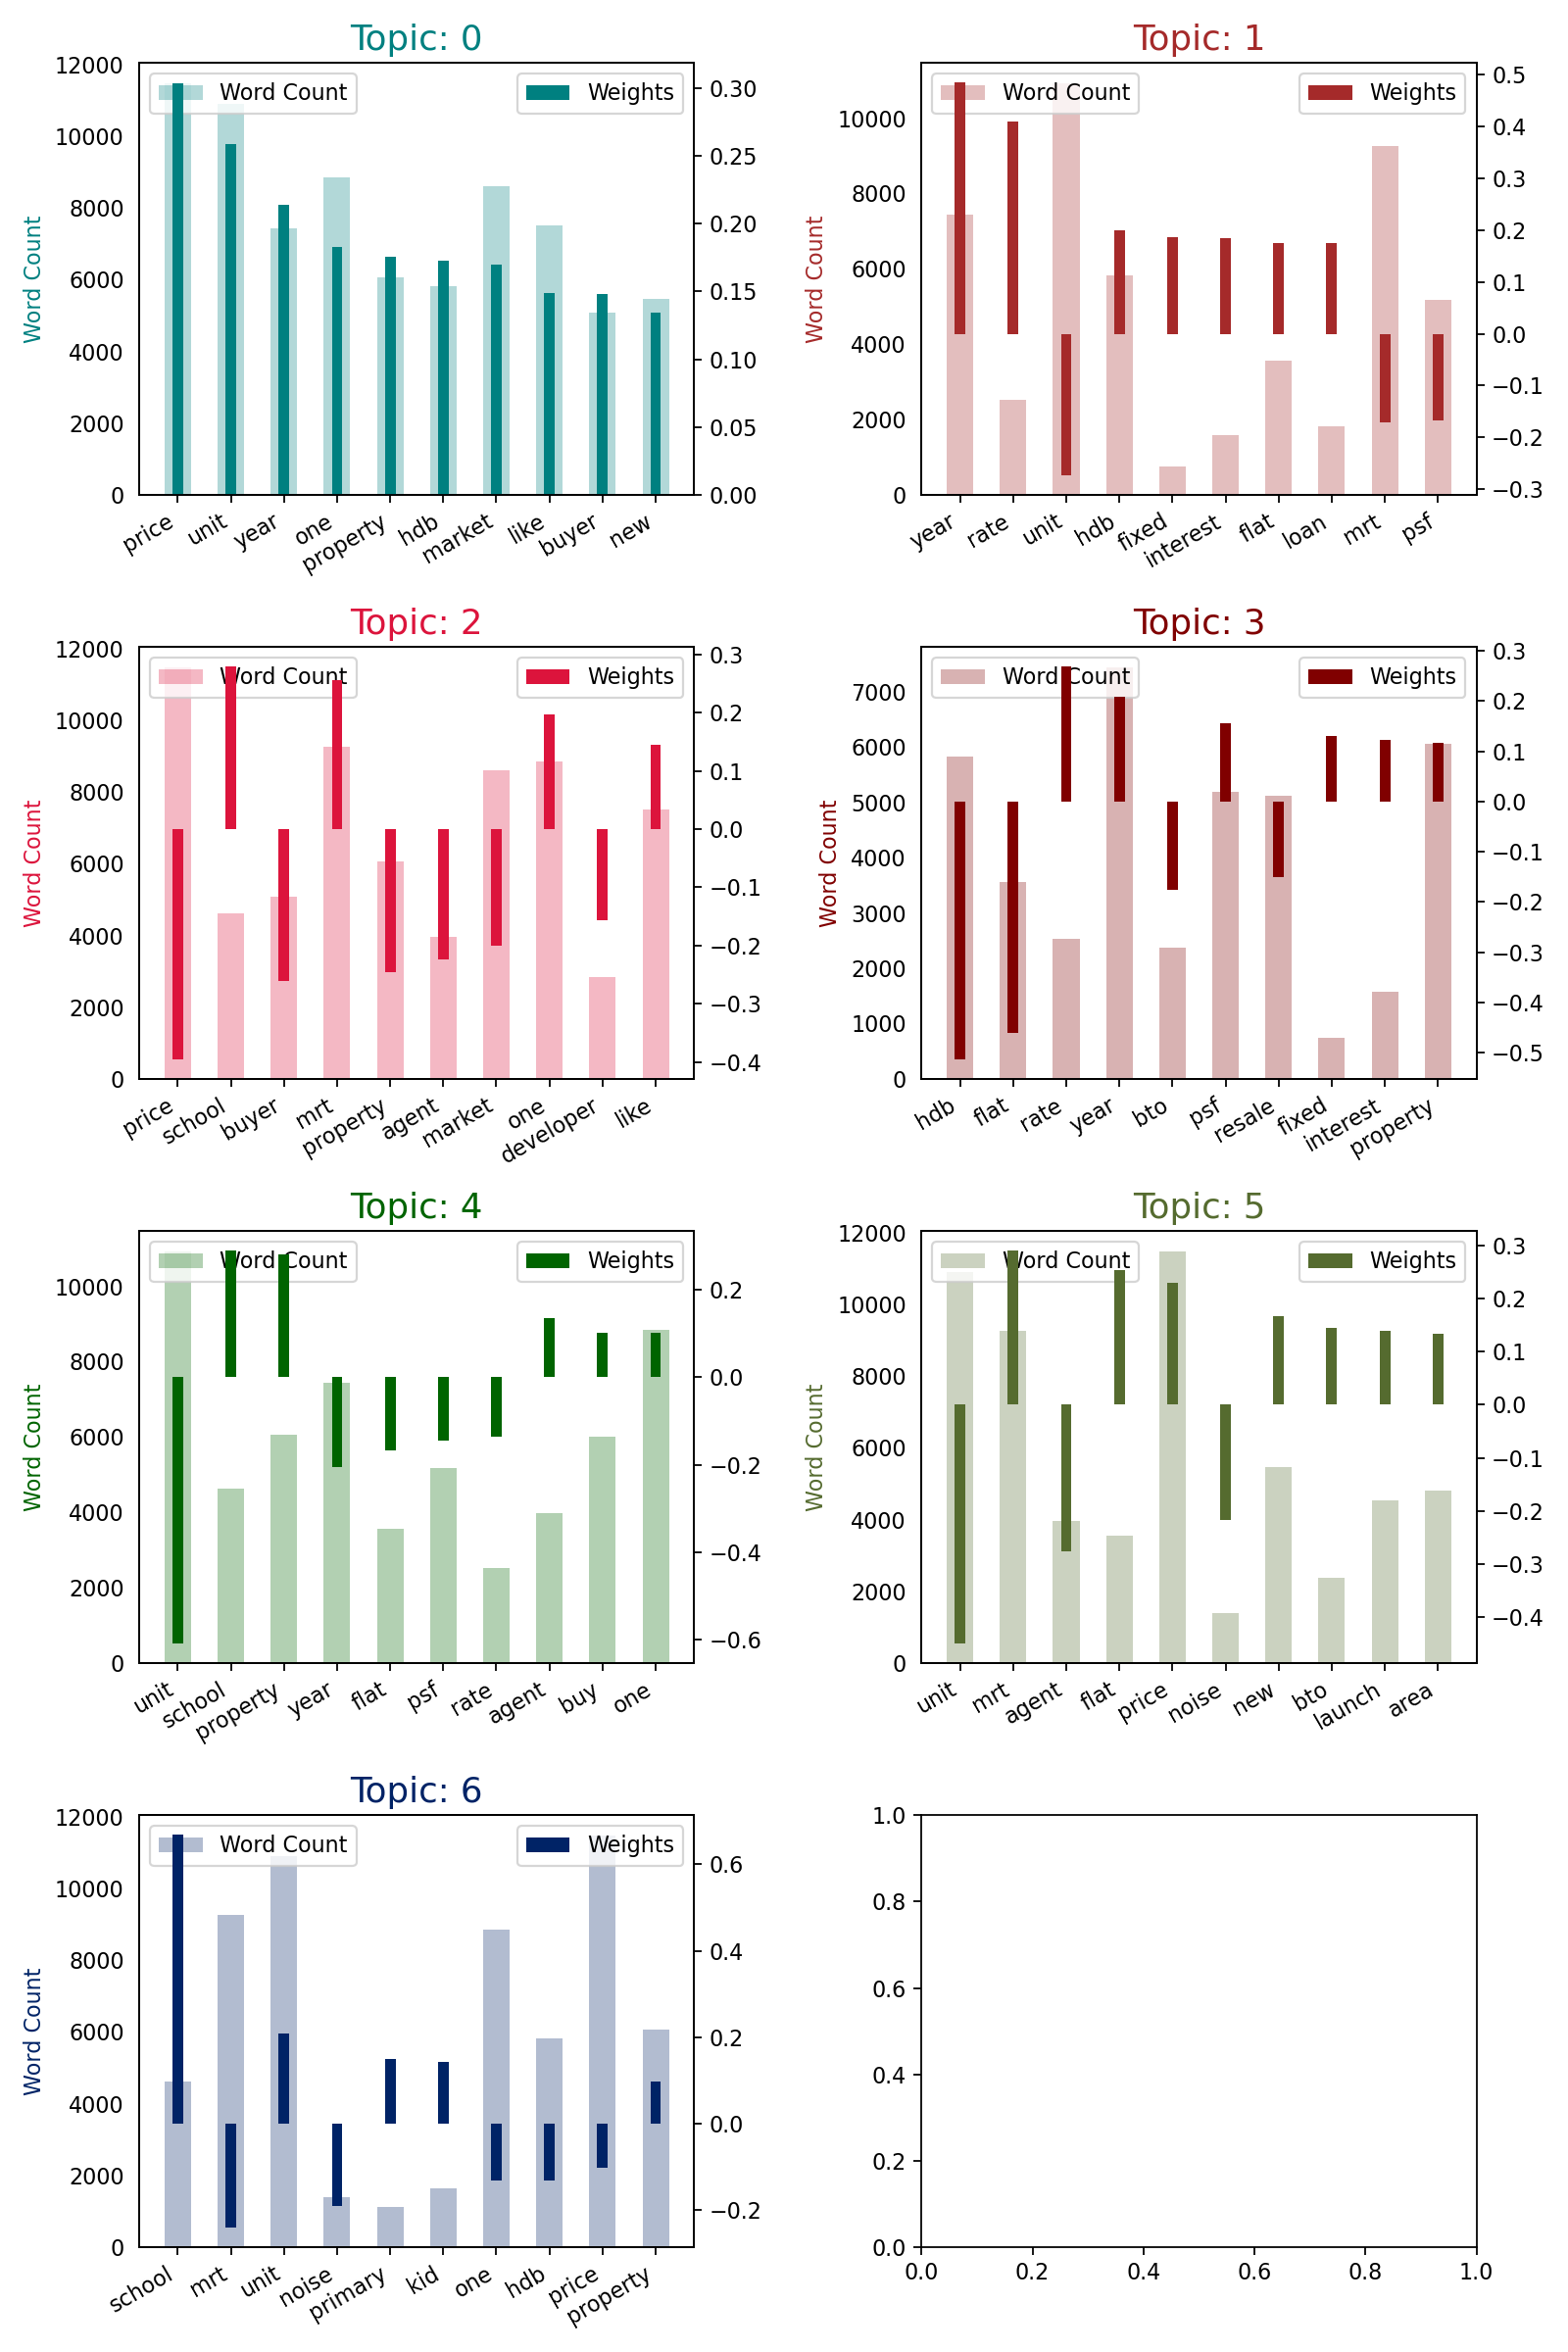 Topic: 0
Word Count
Weights
12000
10000
8000
6000
4000
2000
0
Word Count
0.30
0.25
0.20
0.15
0.10
0.05
0.00
price unit year one property hdb market like buyer new
Topic: 1
Word Count
Weights
10000
8000
6000
4000
2000
0
Word Count
0.5
0.4
0.3
0.2
0.1
0.0
−0.1
−0.2
−0.3
year rate unit hdb fixed interest flat loan mrt psf
Topic: 2
Word Count
Weights
12000
10000
8000
6000
4000
2000
0
Word Count
0.3
0.2
0.1
0.0
−0.1
−0.2
−0.3
−0.4
price school buyer mrt property agent market one developer like
Topic: 3
Word Count
Weights
7000
6000
5000
4000
3000
2000
1000
0
Word Count
0.3
0.2
0.1
0.0
−0.1
−0.2
−0.3
−0.4
−0.5
hdb flat rate year bto psf resale fixed interest property
Topic: 4
Word Count
Weights
10000
8000
6000
4000
2000
0
Word Count
0.2
0.0
−0.2
−0.4
−0.6
unit school property year flat psf rate agent buy one
Topic: 5
Word Count
Weights
12000
10000
8000
6000
4000
2000
0
Word Count
0.3
0.2
0.1
0.0
−0.1
−0.2
−0.3
−0.4
unit mrt agent flat price noise new bto launch area
Topic: 6
Word Count
Weights
12000
10000
8000
6000
4000
2000
0
Word Count
0.6
0.4
0.2
0.0
−0.2
school mrt unit noise primary kid one hdb price property
1.0
0.8
0.6
0.4
0.2
0.0
0.0 0.2 0.4 0.6 0.8 1.0